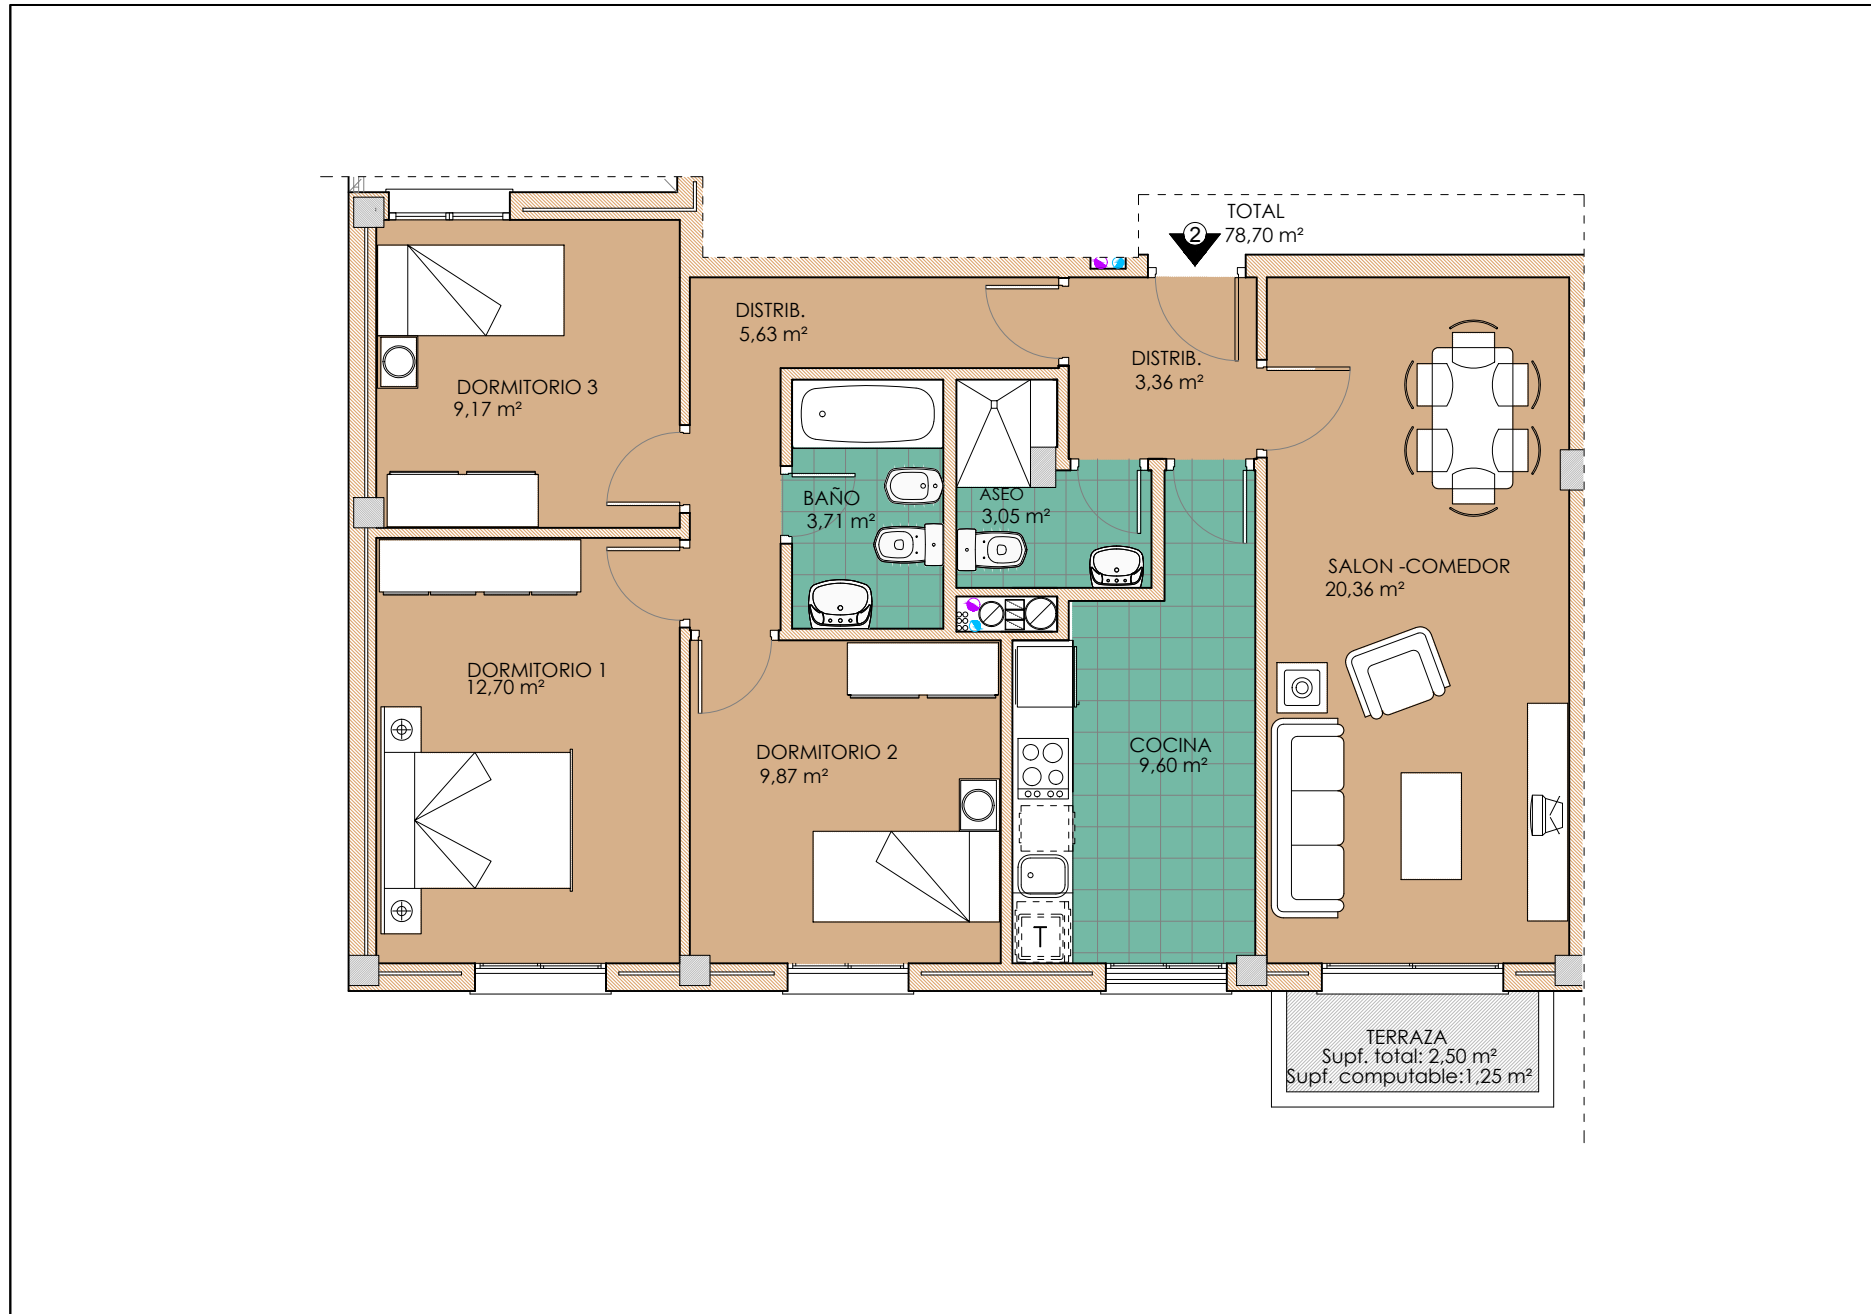 TOTAL
2 78,70 m²
DISTRIB.
5,63 m²
DISTRIB.
3,36 m²
DORMITORIO 3
9,17 m²
BAÑO
3,71 m²
ASEO
3,05 m²
SALON -COMEDOR
20,36 m²
DORMITORIO 1
12,70 m²
DORMITORIO 2
9,87 m²
COCINA
9,60 m²
T
TERRAZA
Supf. total: 2,50 m²
Supf. computable:1,25 m²